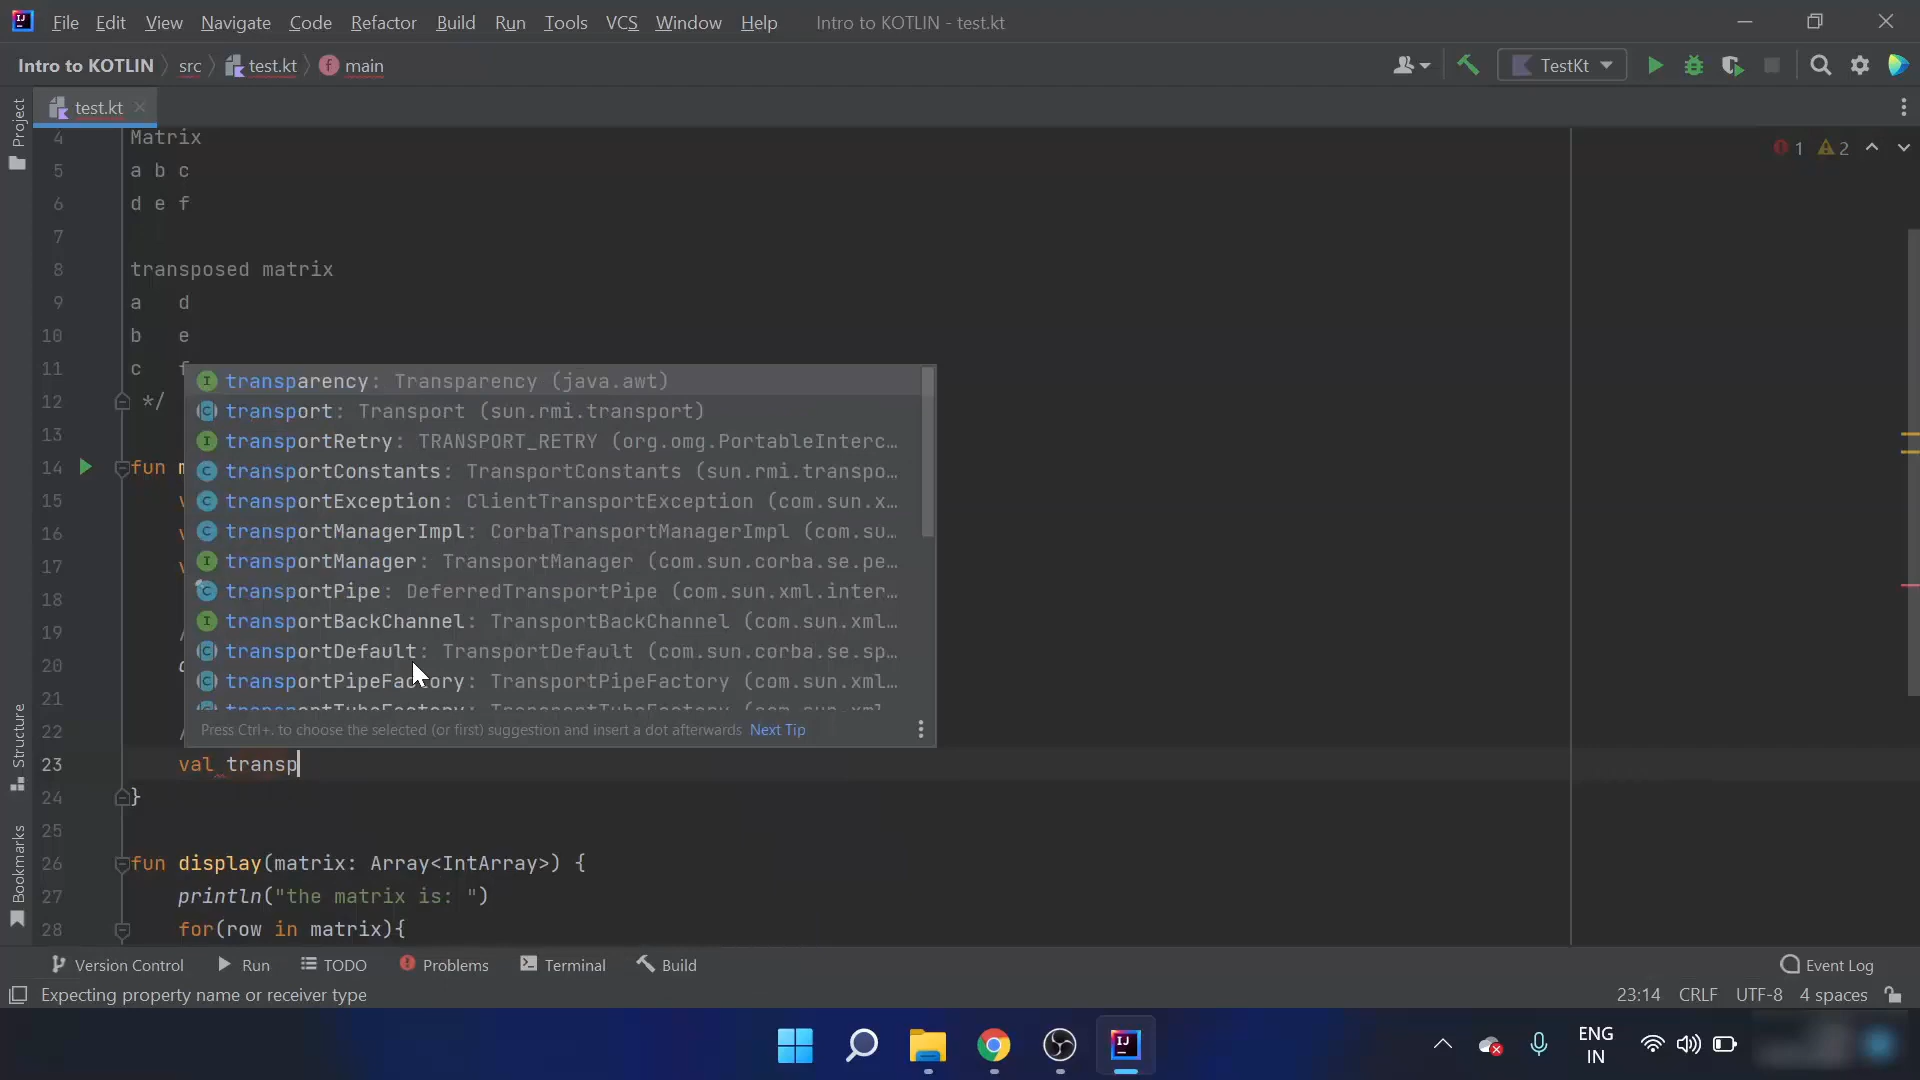 File Edit View Navigate Code Refactor Build Run Tools VCS Window Help Intro to KOTLIN - test.kt
Intro to KOTLIN src test.kt main TestKt
Project
test.kt
1 2
4 Matrix
5 a b c
6 d e f
7
8 transposed matrix
9 a d
10 b e
11 c f
12 */
13
14 fun m
15 v
16 v
17 v
18
19 /
20 d
21
22 /
transparency: Transparency (java.awt)
transport: Transport (sun.rmi.transport)
transportRetry: TRANSPORT_RETRY (org.omg.PortableInterc...
transportConstants: TransportConstants (sun.rmi.transpo...
transportException: ClientTransportException (com.sun.x...
transportManagerImpl: CorbaTransportManagerImpl (com.su...
transportManager: TransportManager (com.sun.corba.se.pe...
transportPipe: DeferredTransportPipe (com.sun.xml.inter...
transportBackChannel: TransportBackChannel (com.sun.xml...
transportDefault: TransportDefault (com.sun.corba.se.sp...
transportPipeFactory: TransportPipeFactory (com.sun.xml...
transportTubeFactory: TransportTubeFactory (com.sun.xml
Press Ctrl+. to choose the selected (or first) suggestion and insert a dot afterwards Next Tip
23 val transp
24 }
25
26 fun display(matrix: Array<IntArray>) {
27 println("the matrix is: ")
28 for(row in matrix){
Structure
Bookmarks
Version Control Run TODO Problems Terminal Build Event Log
Expecting property name or receiver type 23:14 CRLF UTF-8 4 spaces
ENG
IN